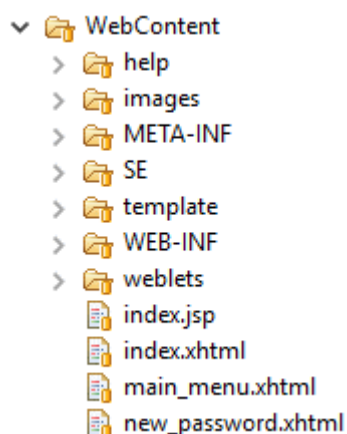 WebContent
help
images
META-INF
SE
template
WEB-INF
weblets
index.jsp
index.xhtml
main_menu.xhtml
new_password.xhtml